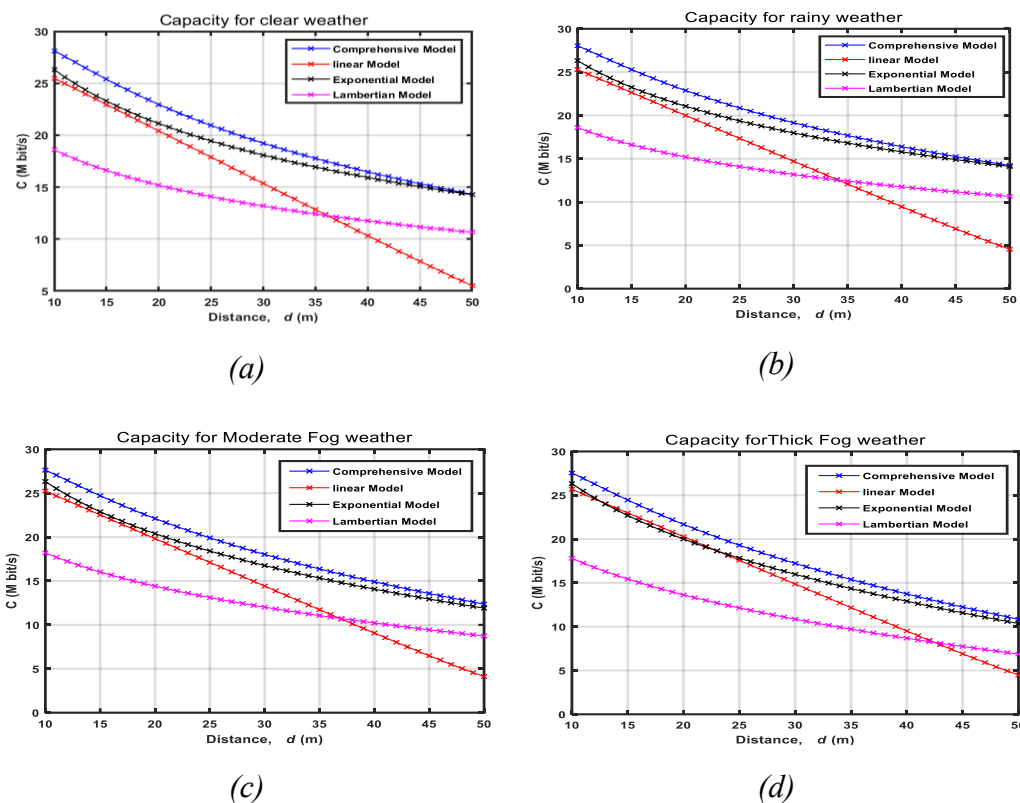 Capacity for clear weather
30
25
20
15
10
5
C (M bit/s)
Comprehensive Model
linear Model
Exponential Model
Lambertian Model
10 15 20 25 30 35 40 45 50
Distance, d (m)
(a)
Capacity for rainy weather
30
25
20
15
10
5
0
C (M bit/s)
Comprehensive Model
linear Model
Exponential Model
Lambertian Model
10 15 20 25 30 35 40 45 50
Distance, d (m)
(b)
Capacity for Moderate Fog weather
30
25
20
15
10
5
0
C (M bit/s)
Comprehensive Model
linear Model
Exponential Model
Lambertian Model
10 15 20 25 30 35 40 45 50
Distance, d (m)
(c)
Capacity forThick Fog weather
30
25
20
15
10
5
0
C (M bit/s)
Comprehensive Model
linear Model
Exponential Model
Lambertian Model
10 15 20 25 30 35 40 45 50
Distance, d (m)
(d)